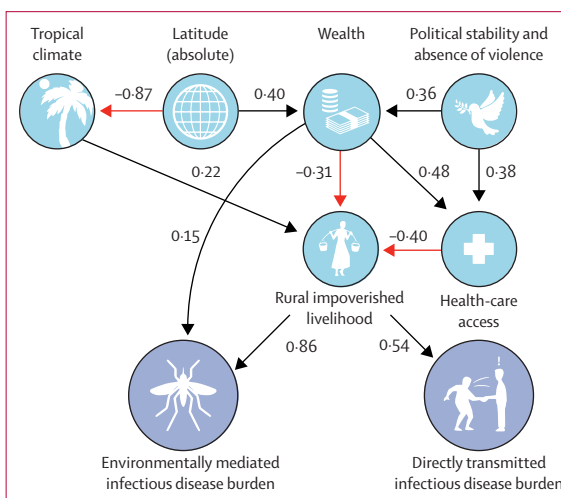 Tropical
climate
Latitude
(absolute)
Wealth
Political stability and
absence of violence
–0·87
0·40
0·36
–0·31
0·48
0·38
0·22
–0·40
0·15
Rural impoverished
livelihood
Health-care
access
0·86
0·54
Environmentally mediated
infectious disease burden
Directly transmitted
infectious disease burden